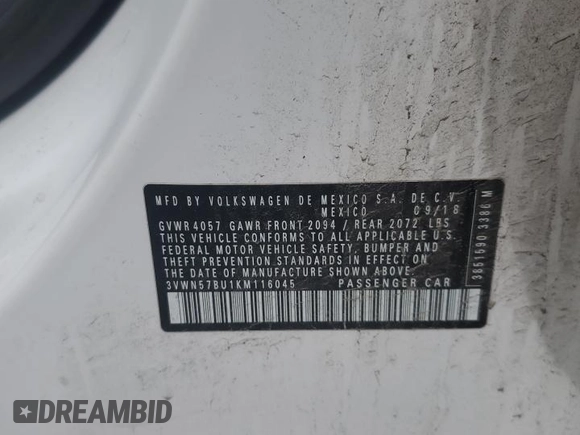 MFD BY VOLKSWAGEN DE MEXICO S.A. DE C.V.
MEXICO 09/18
GVWR 4057 GAWR FRONT 2094 / REAR 2072 LBS
THIS VEHICLE CONFORMS TO ALL APPLICABLE U.S.
FEDERAL MOTOR VEHICLE SAFETY, BUMPER AND
THEFT PREVENTION STANDARDS IN EFFECT ON THE
DATE OF MANUFACTURE SHOWN ABOVE.
3VWN57BU1KM116045 PASSENGER CAR
3851690 3386 M
DREAMBID